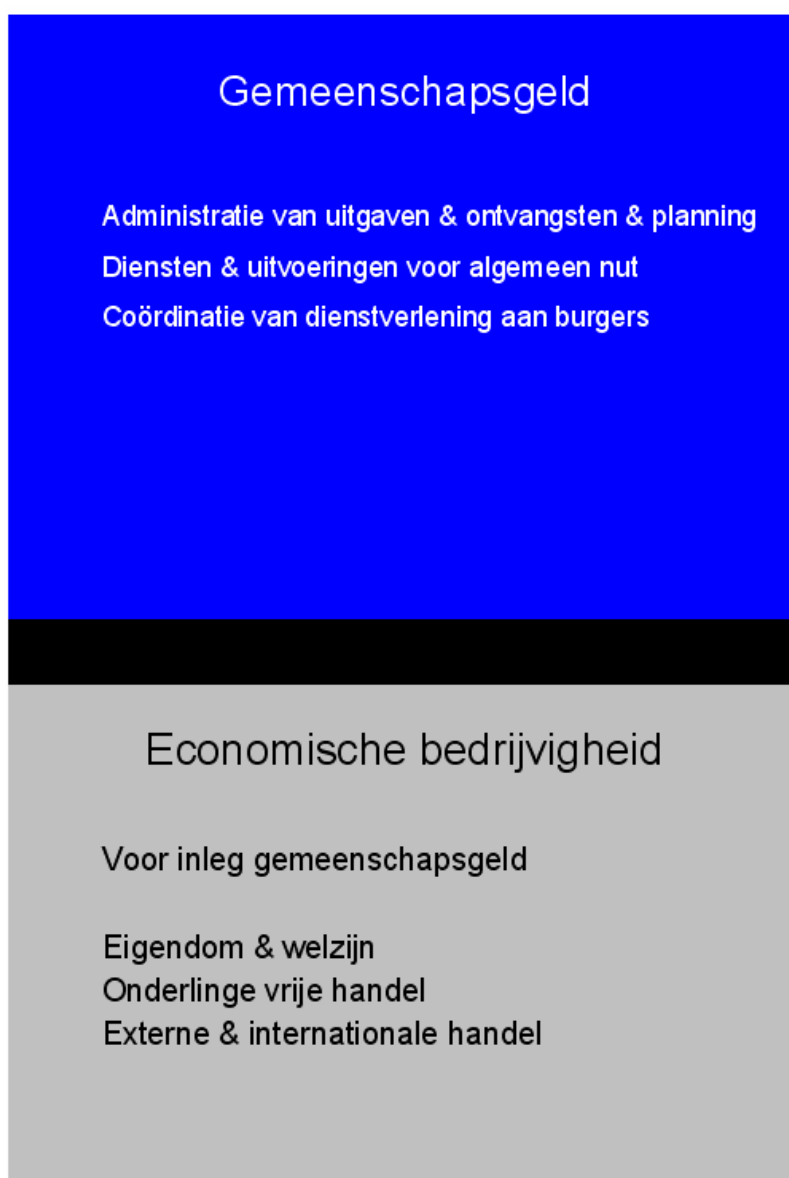 Gemeenschapsgeld
Administratie van uitgaven & ontvangsten & planning
Diensten & uitvoeringen voor algemeen nut
Coördinatie van dienstverlening aan burgers
Economische bedrijvigheid
Voor inleg gemeenschapsgeld
Eigendom & welzijn
Onderlinge vrije handel
Externe & internationale handel